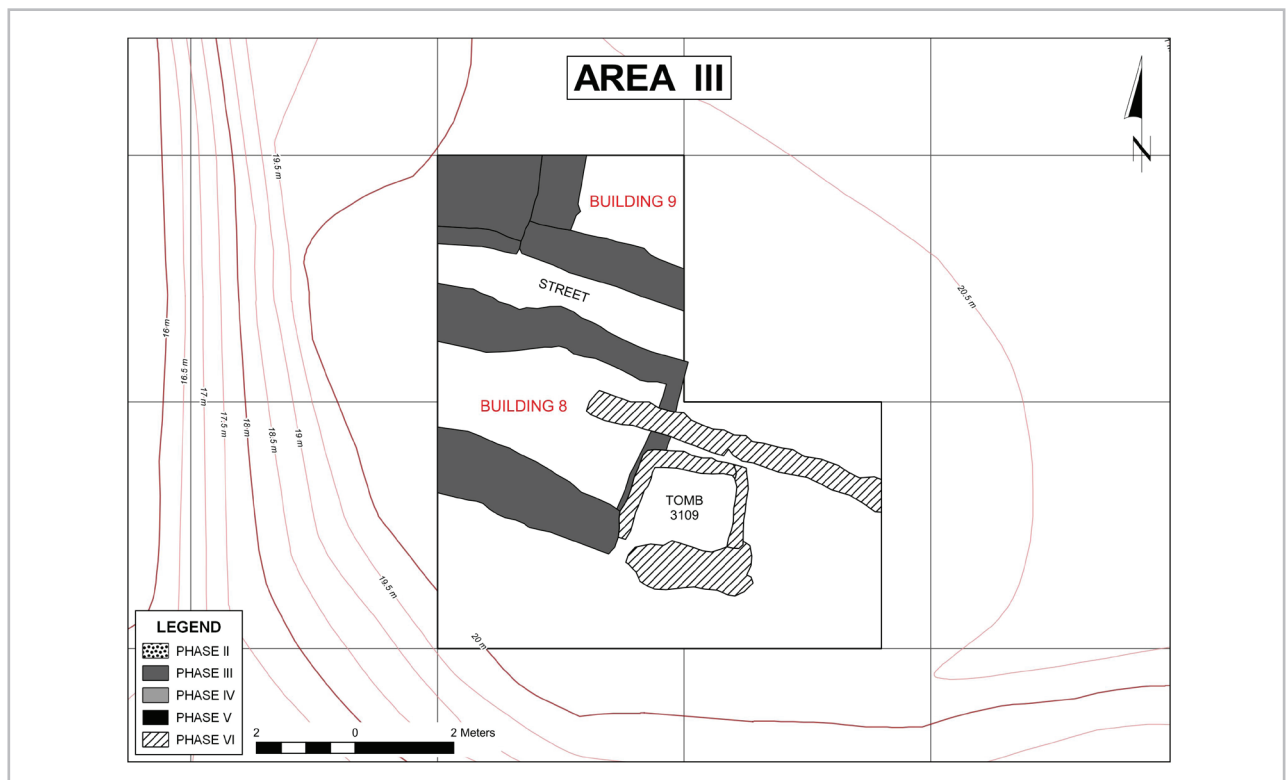 AREA III
N
19.5 m
BUILDING 9
STREET
20.5 m
16 m
16.5 m
17 m
17.5 m
18 m
18.5 m
19 m
BUILDING 8
TOMB
3109
19.5 m
20 m
LEGEND
PHASE II
PHASE III
PHASE IV
PHASE V
PHASE VI
2 0 2 Meters